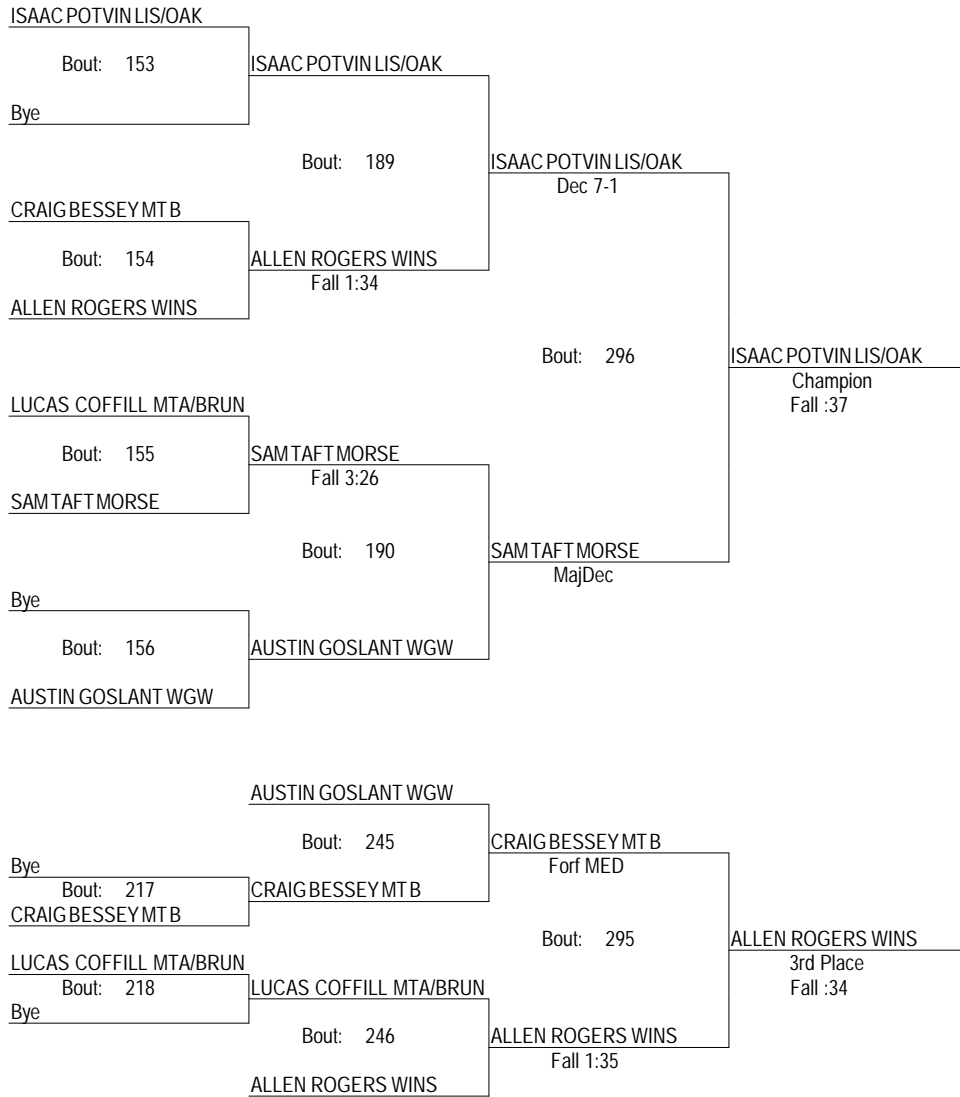 ISAAC POTVIN LIS/OAK
Bout: 153
ISAAC POTVIN LIS/OAK
Bye
Bout: 189
ISAAC POTVIN LIS/OAK
Dec 7-1
CRAIG BESSEY MT B
Bout: 154
ALLEN ROGERS WINS
Fall 1:34
ALLEN ROGERS WINS
Bout: 296
ISAAC POTVIN LIS/OAK
Champion
Fall :37
LUCAS COFFILL MTA/BRUN
Bout: 155
SAM TAFT MORSE
Fall 3:26
SAM TAFT MORSE
Bout: 190
SAM TAFT MORSE
MajDec
Bye
Bout: 156
AUSTIN GOSLANT WGW
AUSTIN GOSLANT WGW
AUSTIN GOSLANT WGW
Bout: 245
CRAIG BESSEY MT B
Forf MED
Bye
Bout: 217
CRAIG BESSEY MT B
CRAIG BESSEY MT B
Bout: 295
ALLEN ROGERS WINS
3rd Place
Fall :34
LUCAS COFFILL MTA/BRUN
Bout: 218
LUCAS COFFILL MTA/BRUN
Bye
Bout: 246
ALLEN ROGERS WINS
Fall 1:35
ALLEN ROGERS WINS